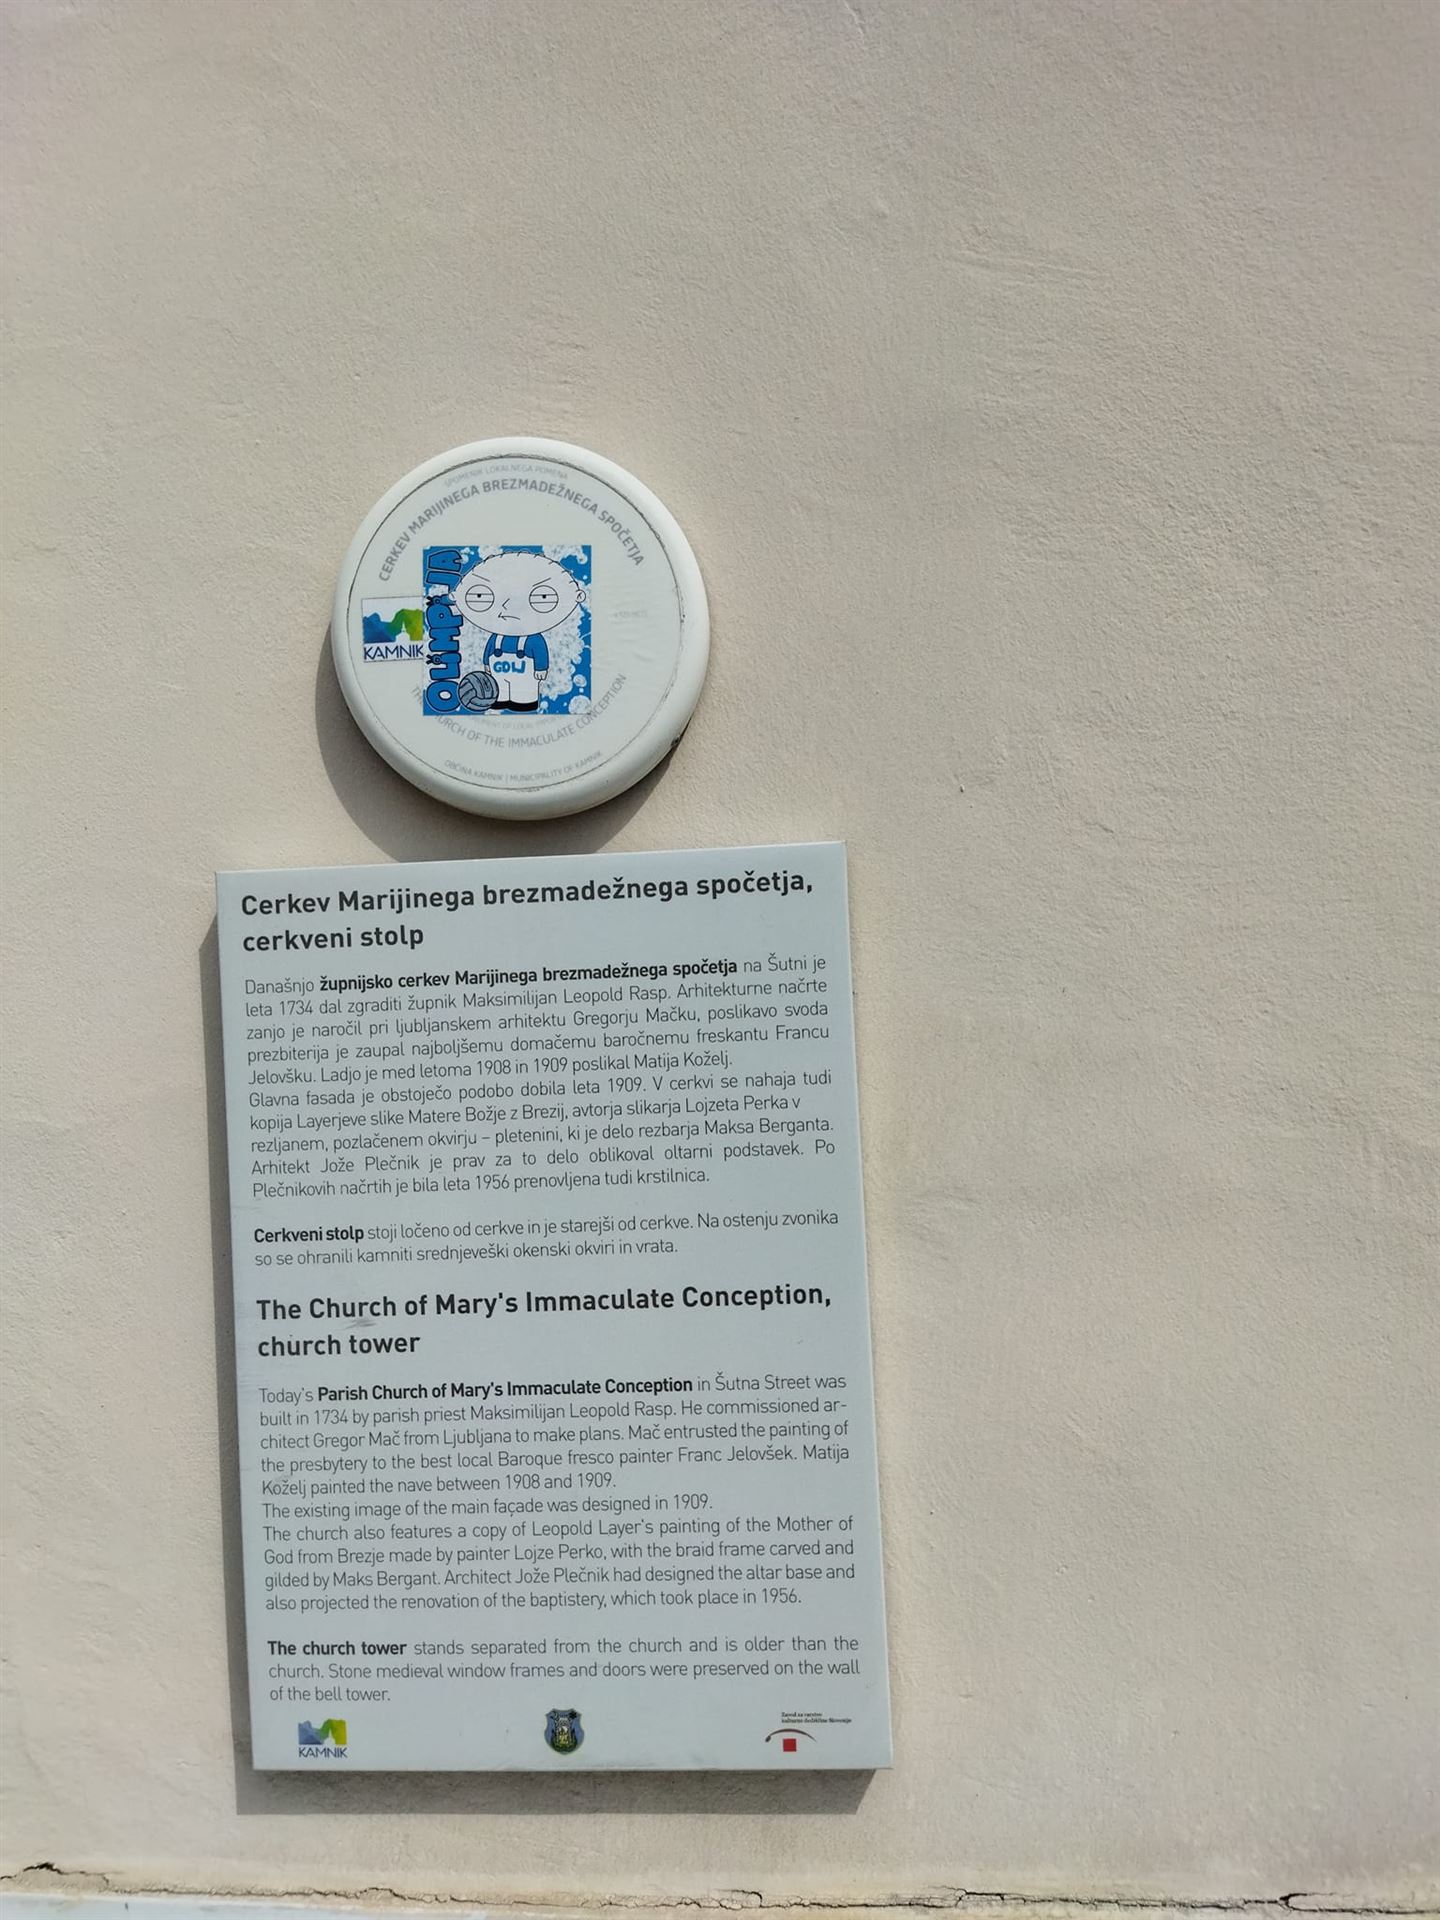 SPOMENIK LOKALNEGA POMENA
CERKEV MARIJINEGA BREZMADEŽNEGA SPOČETJA
KAMNIK
OLIMPIJA
GDLJ
CHURCH OF THE IMMACULATE CONCEPTION
OBČINA KAMNIK | MUNICIPALITY OF KAMNIK
Cerkev Marijinega brezmadežnega spočetja,
cerkveni stolp
Današnjo župnijsko cerkev Marijinega brezmadežnega spočetja na Šutni je
leta 1734 dal zgraditi župnik Maksimilijan Leopold Rasp. Arhitekturne načrte
zanjo je naročil pri ljubljanskem arhitektu Gregorju Mačku, poslikavo svoda
prezbiterija je zaupal najboljšemu domačemu baročnemu freskantu Francu
Jelovšku. Ladjo je med letoma 1908 in 1909 poslikal Matija Koželj.
Glavna fasada je obstoječo podobo dobila leta 1909. V cerkvi se nahaja tudi
kopija Layerjeve slike Matere Božje z Brezij, avtorja slikarja Lojzeta Perka v
rezljanem, pozlačenem okvirju – pletenini, ki je delo rezbarja Maksa Berganta.
Arhitekt Jože Plečnik je prav za to delo oblikoval oltarni podstavek. Po
Plečnikovih načrtih je bila leta 1956 prenovljena tudi krstilnica.
Cerkveni stolp stoji ločeno od cerkve in je starejši od cerkve. Na ostenju zvonika
so se ohranili kamniti srednjeveški okenski okviri in vrata.
The Church of Mary's Immaculate Conception,
church tower
Today's Parish Church of Mary's Immaculate Conception in Šutna Street was
built in 1734 by parish priest Maksimilijan Leopold Rasp. He commissioned ar-
chitect Gregor Mač from Ljubljana to make plans. Mač entrusted the painting of
the presbytery to the best local Baroque fresco painter Franc Jelovšek. Matija
Koželj painted the nave between 1908 and 1909.
The existing image of the main façade was designed in 1909.
The church also features a copy of Leopold Layer's painting of the Mother of
God from Brezje made by painter Lojze Perko, with the braid frame carved and
gilded by Maks Bergant. Architect Jože Plečnik had designed the altar base and
also projected the renovation of the baptistery, which took place in 1956.
The church tower stands separated from the church and is older than the
church. Stone medieval window frames and doors were preserved on the wall
of the bell tower.
KAMNIK
Zavod za varstvo
kulturne dediščine Slovenije